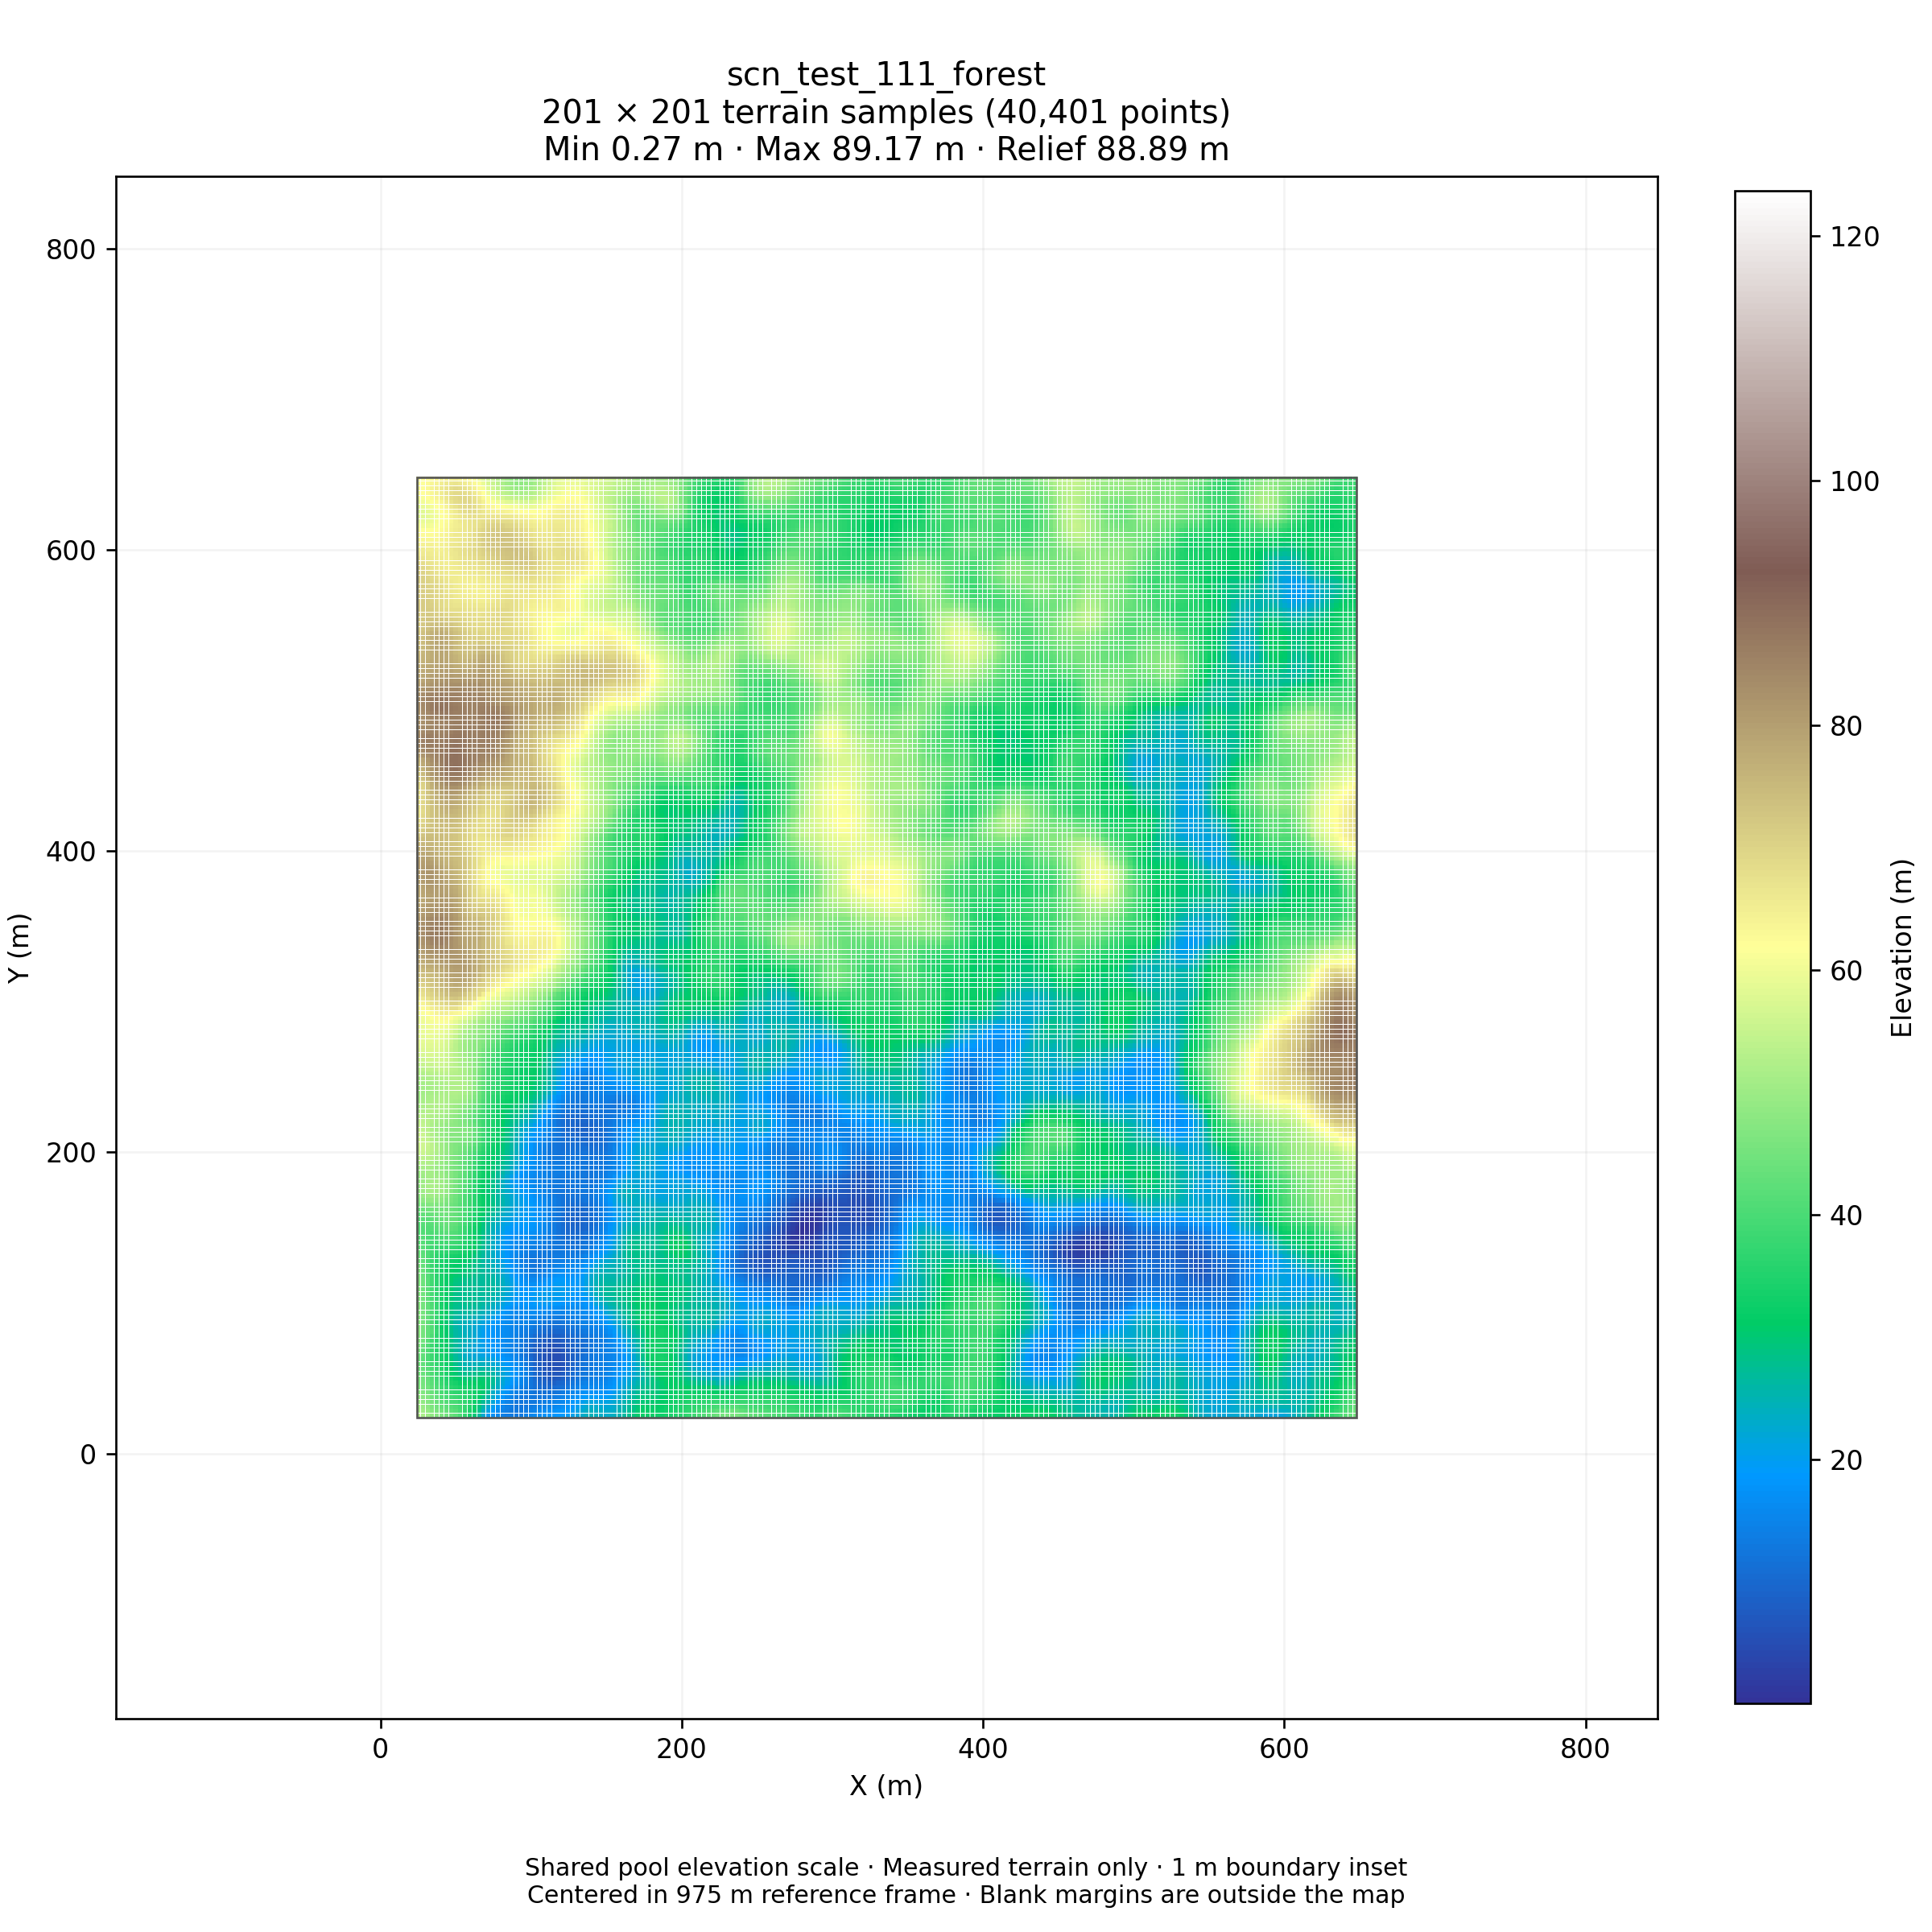 scn_test_111_forest
201 × 201 terrain samples (40,401 points)
Min 0.27 m · Max 89.17 m · Relief 88.89 m
800
600
400
200
0
Y (m)
0
200
400
600
800
X (m)
120
100
80
60
40
20
Elevation (m)
Shared pool elevation scale · Measured terrain only · 1 m boundary inset
Centered in 975 m reference frame · Blank margins are outside the map